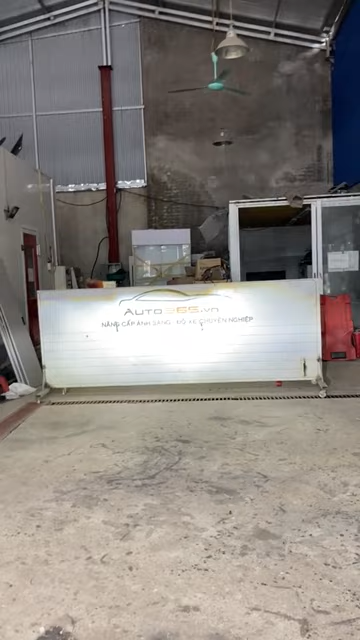 AUTO365.vn
NÂNG CẤP ÁNH SÁNG - ĐỘ XE CHUYÊN NGHIỆP